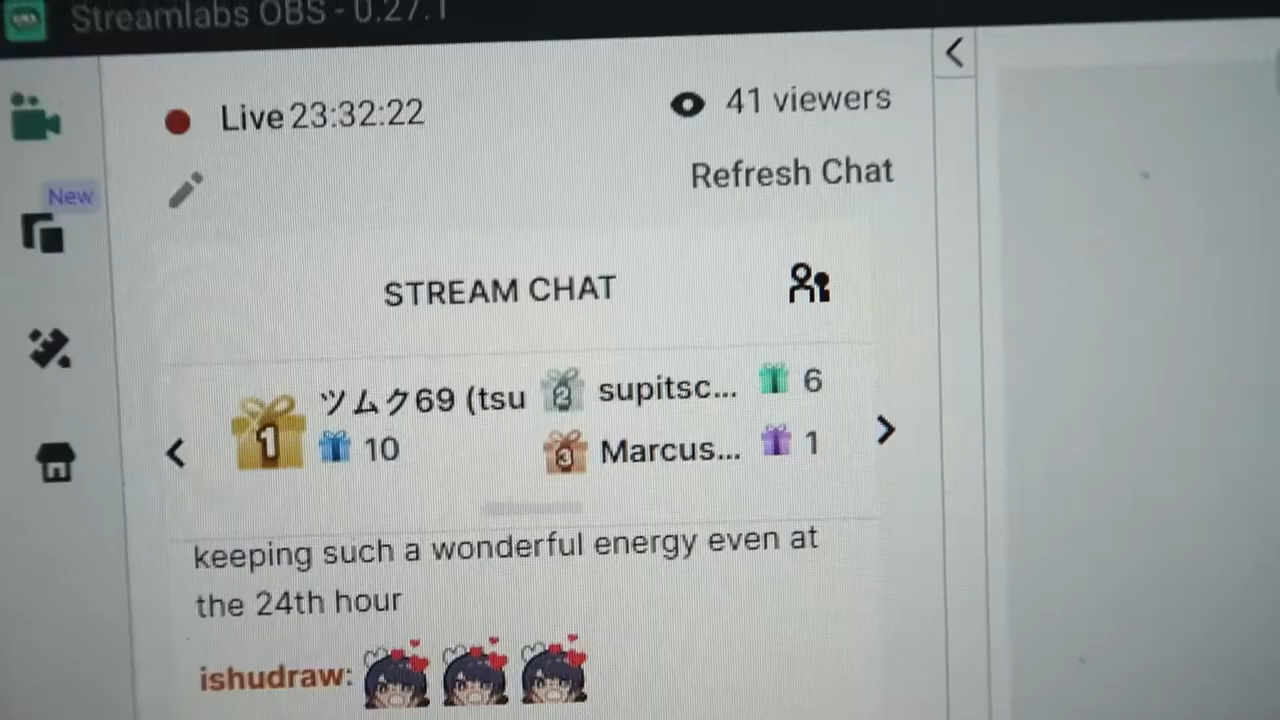 Streamlabs OBS - 0.27.1
Live 23:32:22
41 viewers
New
Refresh Chat
STREAM CHAT
1
ツムク69 (tsu
10
2
supitsc...
6
3
Marcus...
1
keeping such a wonderful energy even at
the 24th hour
ishudraw: